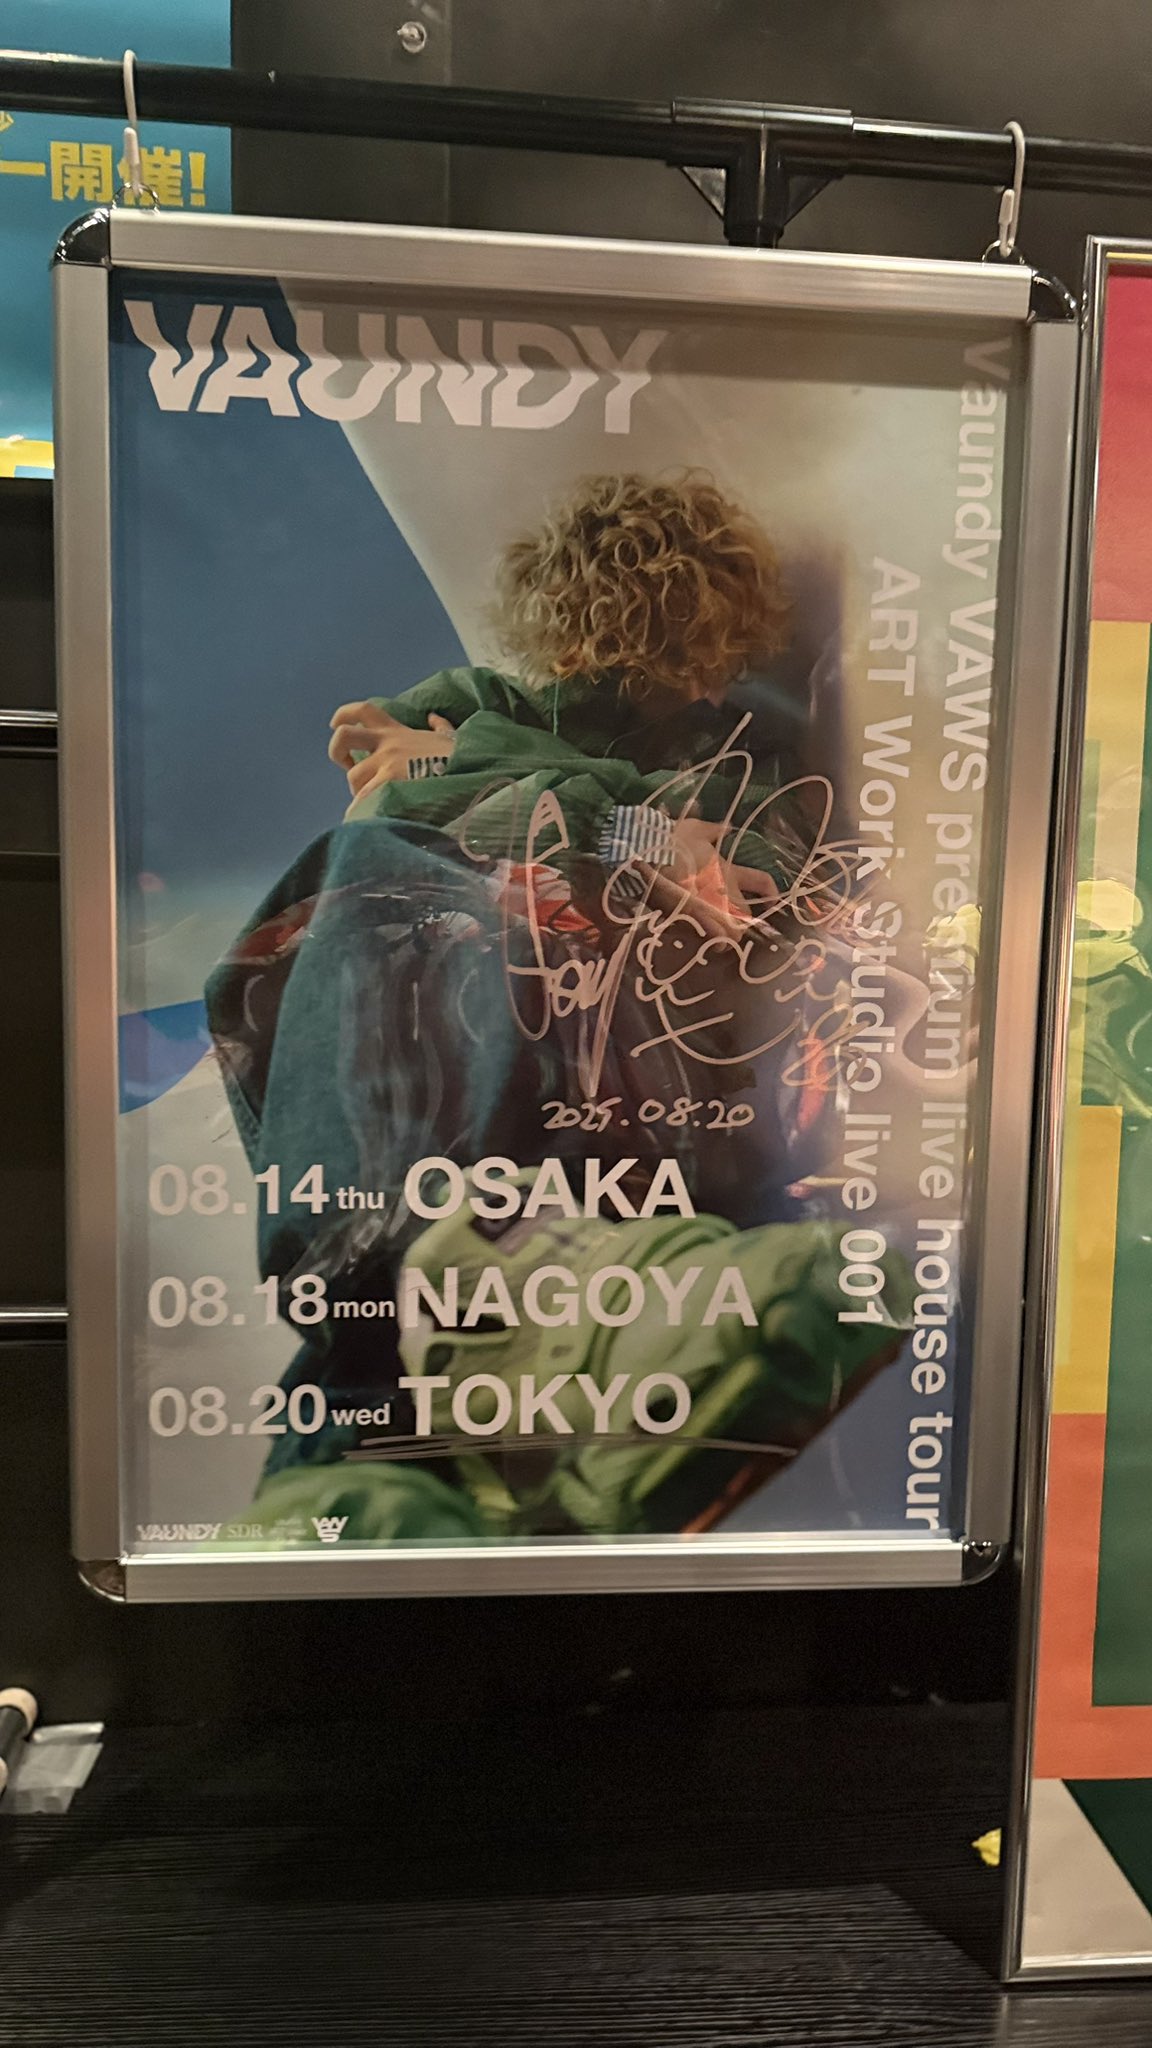 ー開催!
VAUNDY
Vaundy VAWS premium live house tour
ART Work Studio live 001
2025.08.20
08.14 thu OSAKA
08.18 mon NAGOYA
08.20 wed TOKYO
VAUNDY SDR